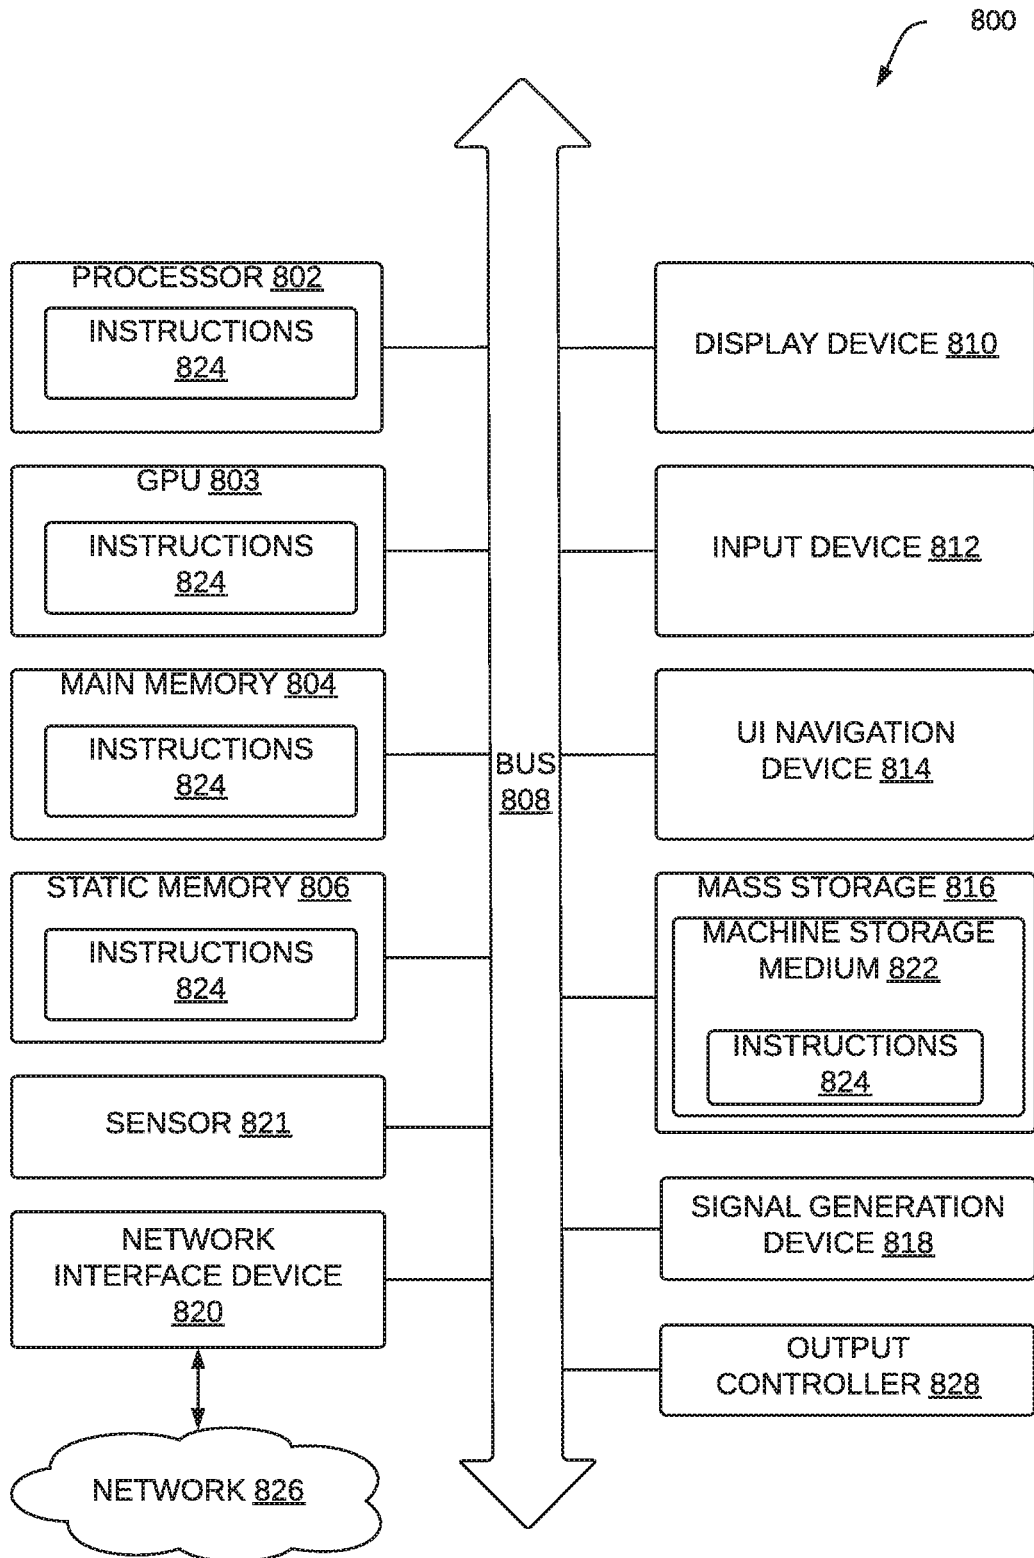 800
PROCESSOR 802
INSTRUCTIONS
824
GPU 803
INSTRUCTIONS
824
MAIN MEMORY 804
INSTRUCTIONS
824
STATIC MEMORY 806
INSTRUCTIONS
824
SENSOR 821
NETWORK
INTERFACE DEVICE
820
NETWORK 826
BUS
808
DISPLAY DEVICE 810
INPUT DEVICE 812
UI NAVIGATION
DEVICE 814
MASS STORAGE 816
MACHINE STORAGE
MEDIUM 822
INSTRUCTIONS
824
SIGNAL GENERATION
DEVICE 818
OUTPUT
CONTROLLER 828